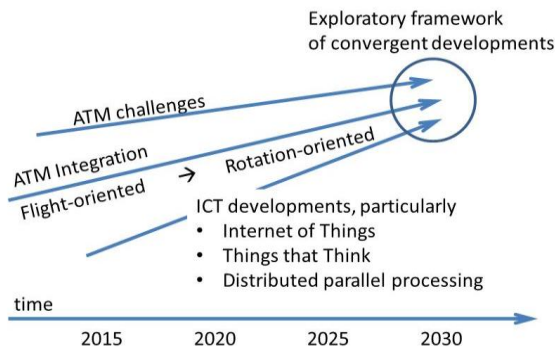 Exploratory framework
of convergent developments
ATM challenges
ATM Integration
Flight-oriented → Rotation-oriented
ICT developments, particularly
• Internet of Things
• Things that Think
• Distributed parallel processing
time
2015 2020 2025 2030